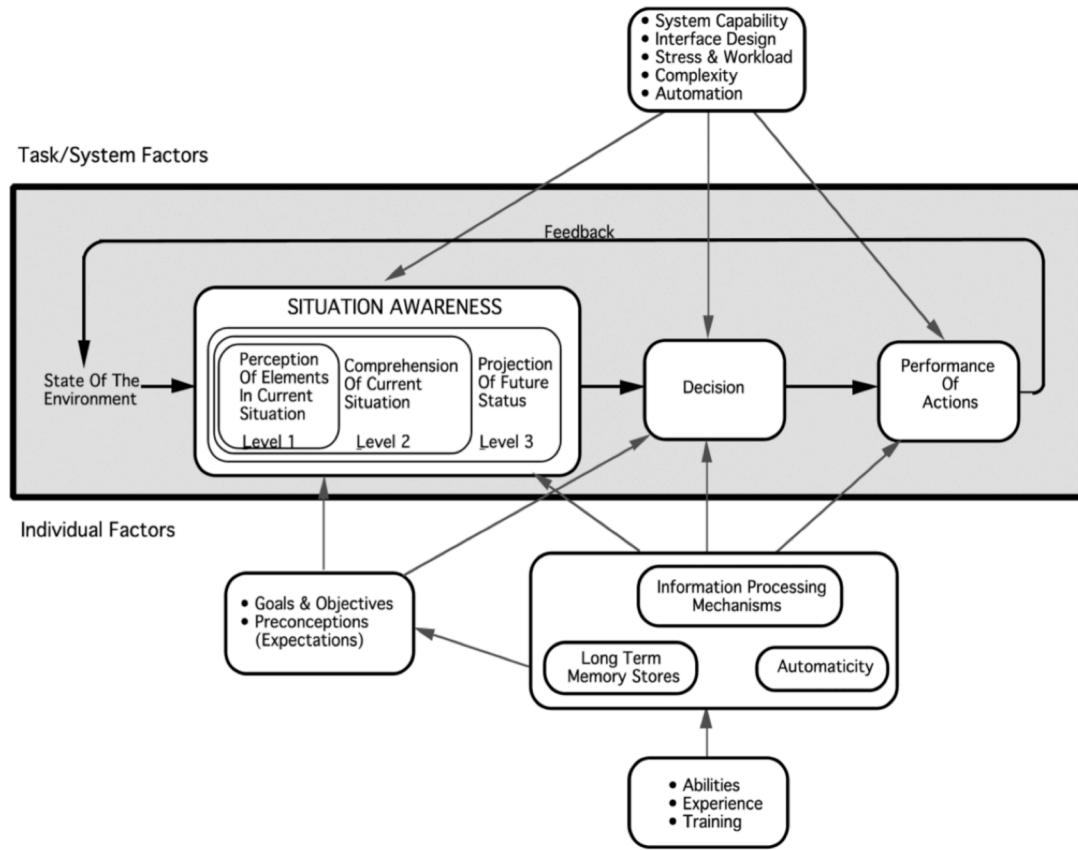 • System Capability
• Interface Design
• Stress & Workload
• Complexity
• Automation
Task/System Factors
Feedback
SITUATION AWARENESS
State Of The
Environment
Perception
Of Elements
In Current
Situation
Level 1
Comprehension
Of Current
Situation
Level 2
Projection
Of Future
Status
Level 3
Decision
Performance
Of
Actions
Individual Factors
• Goals & Objectives
• Preconceptions
(Expectations)
Information Processing
Mechanisms
Long Term
Memory Stores
Automaticity
• Abilities
• Experience
• Training